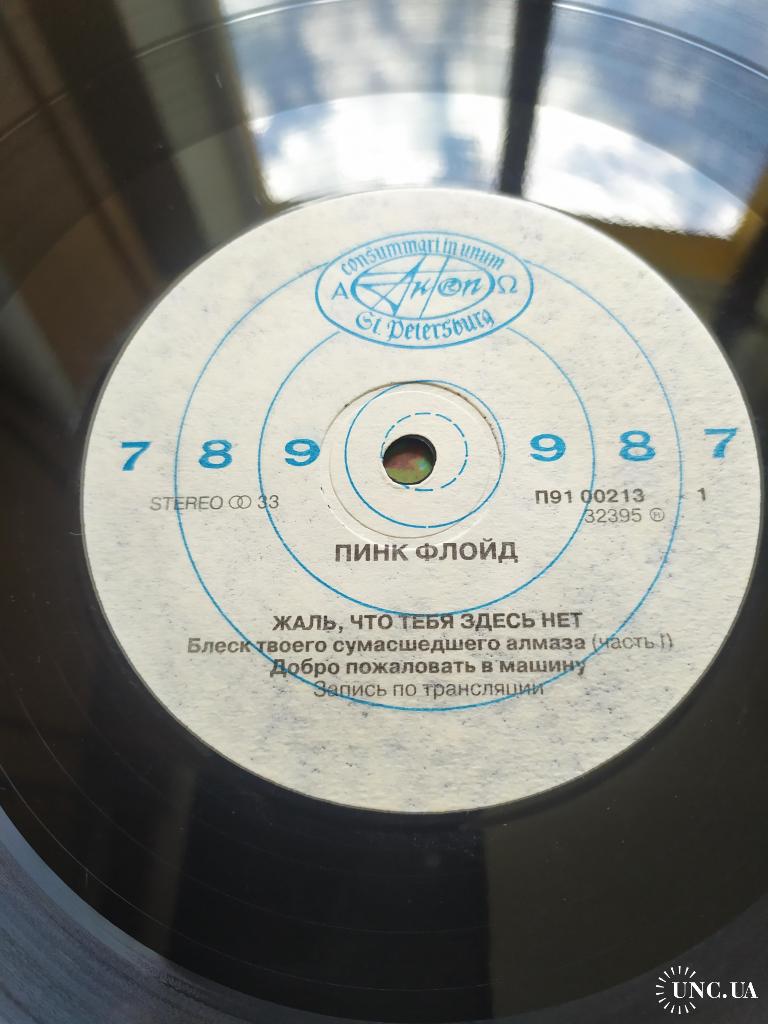 consummari in unum
A АнТроп Ω
St. Petersburg
7 8 9 9 8 7
STEREO 33
П91 00213 1
32395 ℗
ПИНК ФЛОЙД
ЖАЛЬ, ЧТО ТЕБЯ ЗДЕСЬ НЕТ
Блеск твоего сумасшедшего алмаза (часть I)
Добро пожаловать в машину
Запись по трансляции
UNC.UA